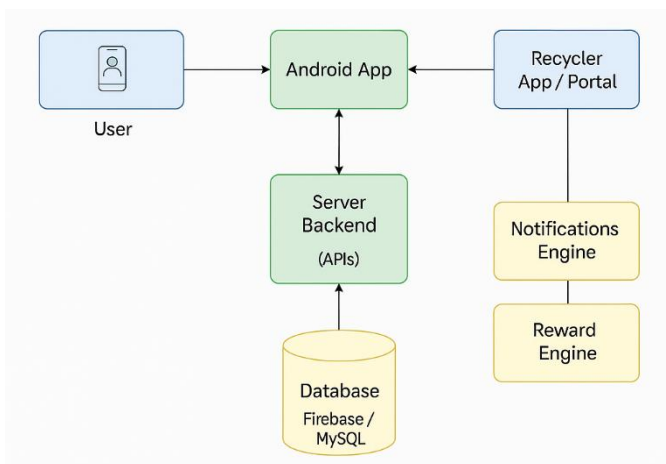 User
Android App
Recycler
App / Portal
Server
Backend
(APIs)
Notifications
Engine
Reward
Engine
Database
Firebase /
MySQL